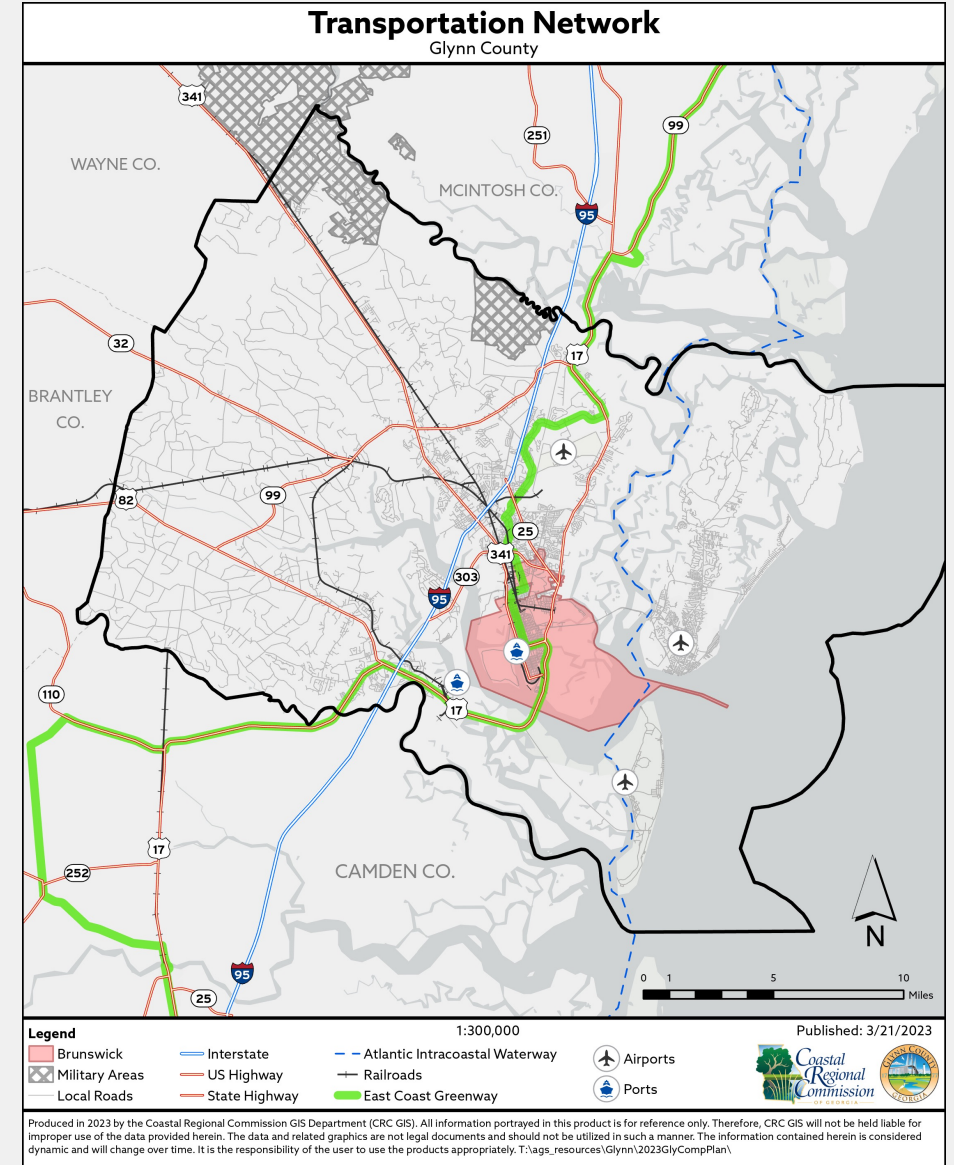 Transportation Network
Glynn County
341
251
99
WAYNE CO.
MCINTOSH CO.
95
32
17
BRANTLEY
CO.
82
99
25
341
303
95
110
17
17
252
CAMDEN CO.
N
95
25
0 1 5 10
Miles
Legend
1:300,000
Published: 3/21/2023
Brunswick
Interstate
Atlantic Intracoastal Waterway
Airports
Military Areas
US Highway
Railroads
Local Roads
State Highway
East Coast Greenway
Ports
Coastal
Regional
Commission
OF GEORGIA
GLYNN COUNTY
GEORGIA
Produced in 2023 by the Coastal Regional Commission GIS Department (CRC GIS). All information portrayed in this product is for reference only. Therefore, CRC GIS will not be held liable for
improper use of the data provided herein. The data and related graphics are not legal documents and should not be utilized in such a manner. The information contained herein is considered
dynamic and will change over time. It is the responsibility of the user to use the products appropriately. T:\ags_resources\Glynn\2023GlyCompPlan\